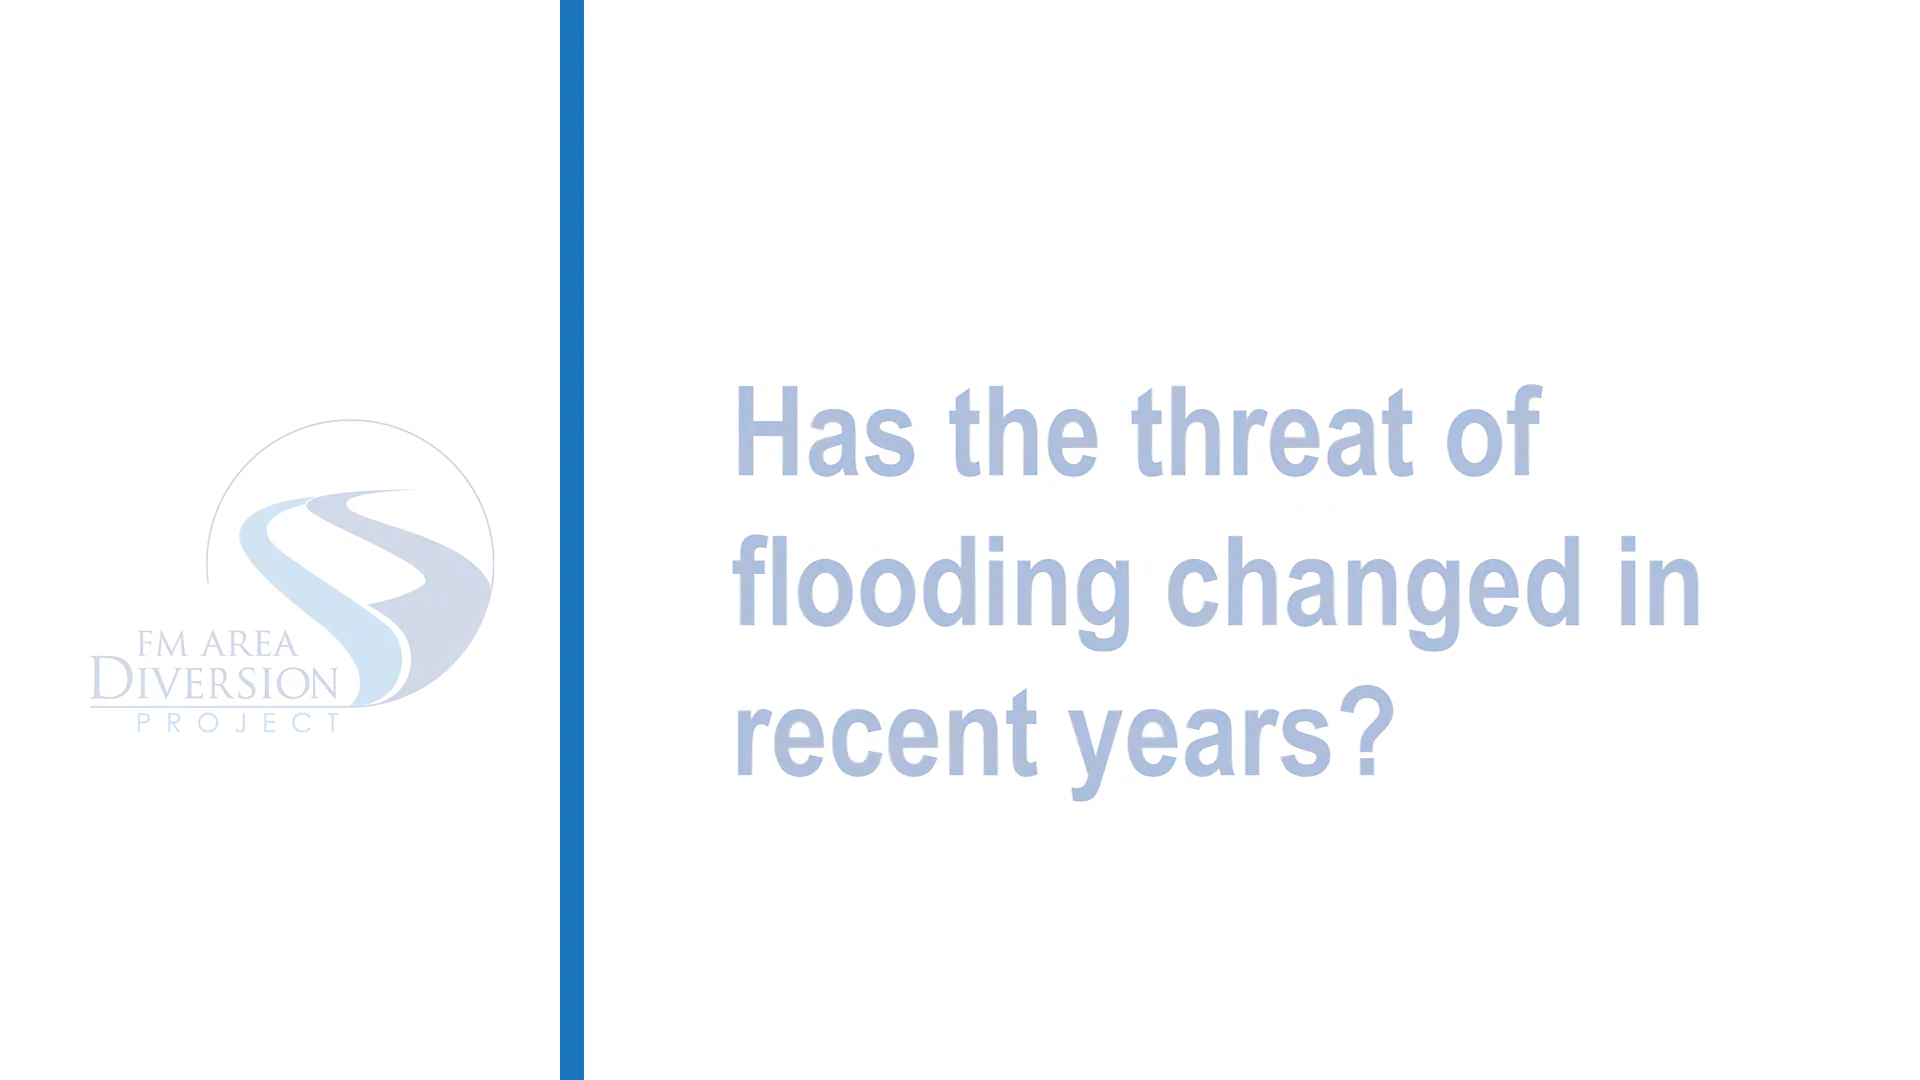 FM AREA
DIVERSION
PROJECT
Has the threat of
flooding changed in
recent years?